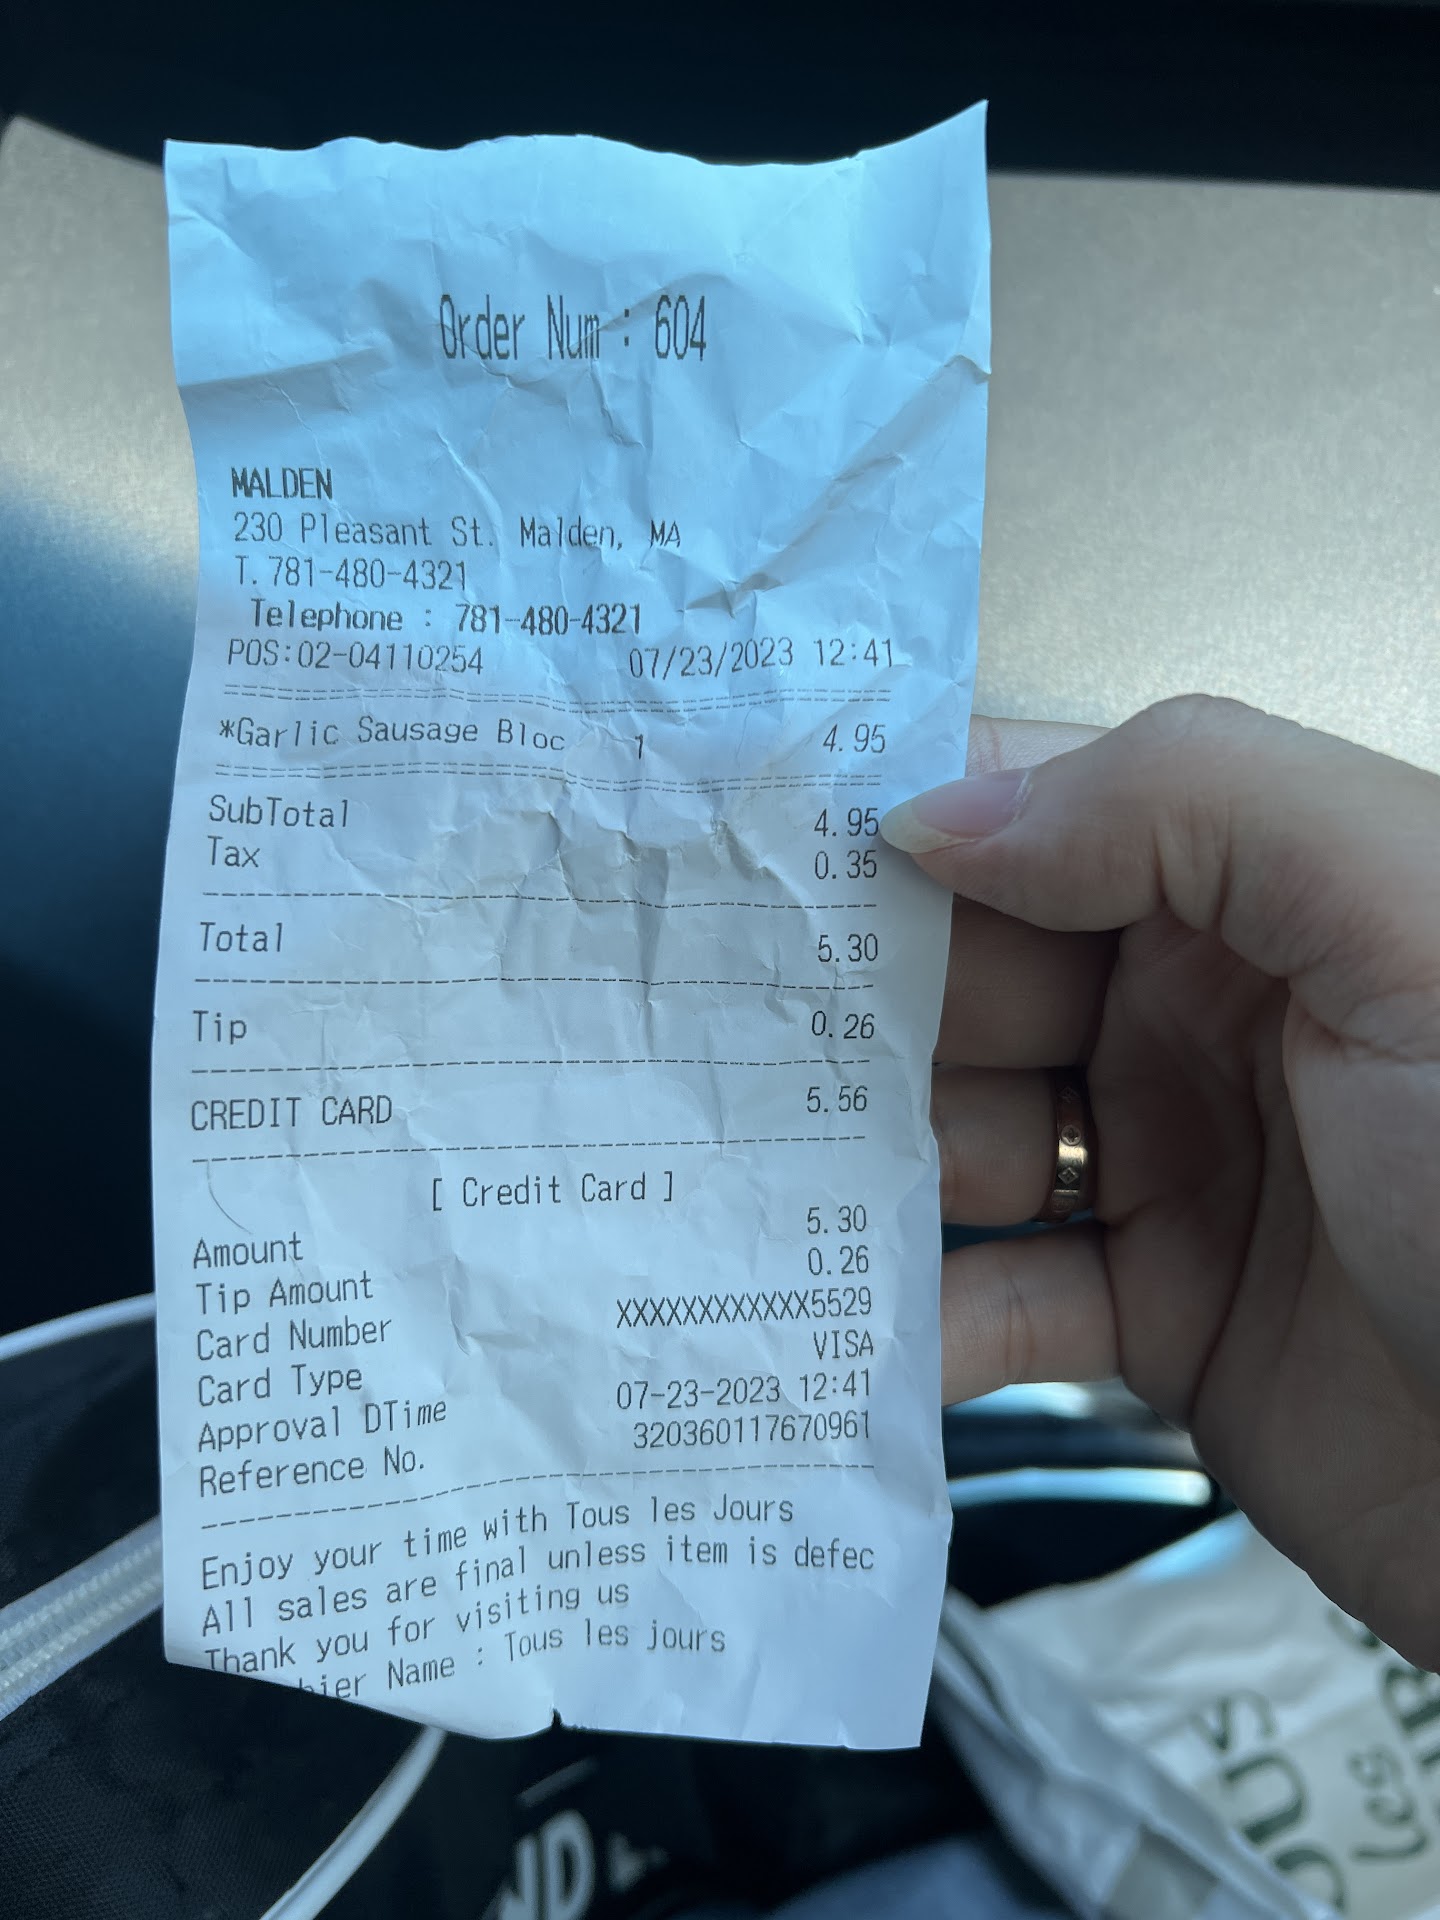 Order Num : 604
MALDEN
230 Pleasant St. Malden, MA
T. 781-480-4321
Telephone : 781-480-4321
POS:02-04110254 07/23/2023 12:41
*Garlic Sausage Bloc 1 4.95
SubTotal 4.95
Tax 0.35
Total 5.30
Tip 0.26
CREDIT CARD 5.56
[ Credit Card ]
Amount 5.30
Tip Amount 0.26
Card Number XXXXXXXXXXXX5529
Card Type VISA
Approval DTime 07-23-2023 12:41
Reference No. 320360117670961
Enjoy your time with Tous les Jours
All sales are final unless item is defec
Thank you for visiting us
hier Name : Tous les jours
ND
OUS
les